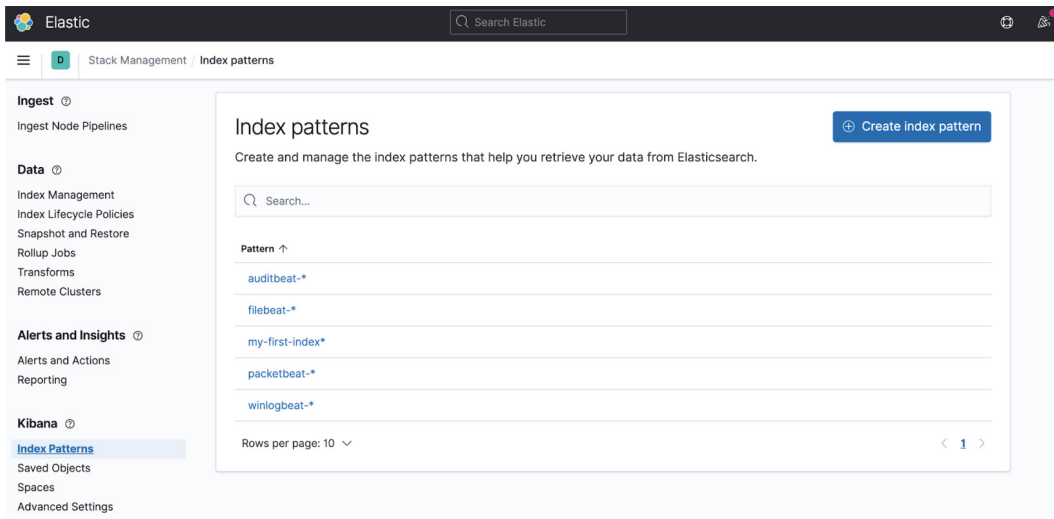 Elastic
Search Elastic
D
Stack Management / Index patterns
Ingest
Ingest Node Pipelines
Data
Index Management
Index Lifecycle Policies
Snapshot and Restore
Rollup Jobs
Transforms
Remote Clusters
Alerts and Insights
Alerts and Actions
Reporting
Kibana
Index Patterns
Saved Objects
Spaces
Advanced Settings
Index patterns
Create index pattern
Create and manage the index patterns that help you retrieve your data from Elasticsearch.
Search...
Pattern ↑
auditbeat-*
filebeat-*
my-first-index*
packetbeat-*
winlogbeat-*
Rows per page: 10
< 1 >